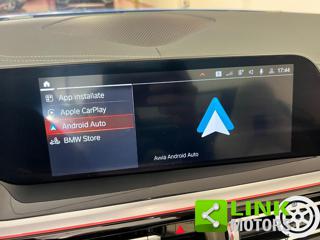 17:44
App installate
Apple CarPlay
Android Auto
BMW Store
Avvia Android Auto
LINK
MOTORS